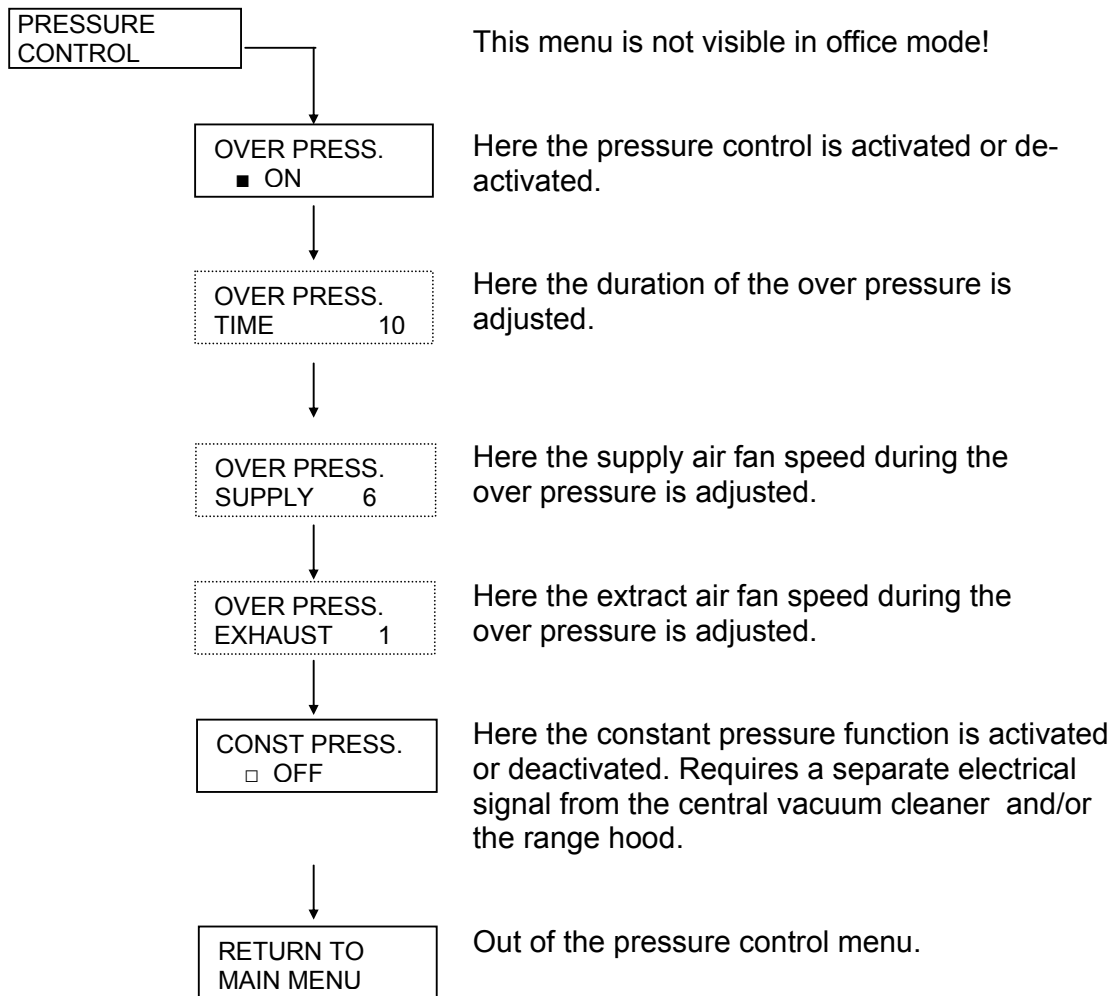 PRESSURE
CONTROL
This menu is not visible in office mode!
OVER PRESS.
■ ON
Here the pressure control is activated or de-
activated.
OVER PRESS.
TIME 10
Here the duration of the over pressure is
adjusted.
OVER PRESS.
SUPPLY 6
Here the supply air fan speed during the
over pressure is adjusted.
OVER PRESS.
EXHAUST 1
Here the extract air fan speed during the
over pressure is adjusted.
CONST PRESS.
□ OFF
Here the constant pressure function is activated
or deactivated. Requires a separate electrical
signal from the central vacuum cleaner and/or
the range hood.
RETURN TO
MAIN MENU
Out of the pressure control menu.